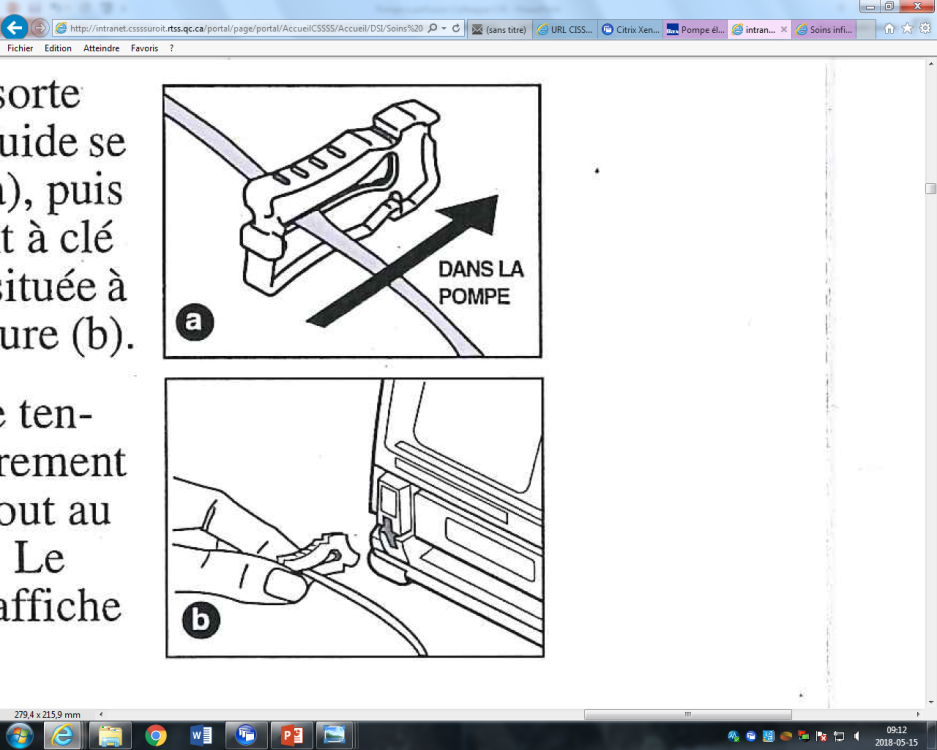 http://intranet.cssssuroit.rtss.qc.ca/portal/page/portal/AccueilCSSSS/Accueil/DSI/Soins%20
(sans titre)
URL CISS...
Citrix Xen...
Pompe él...
intran...
Soins infi...
Fichier Edition Atteindre Favoris ?
sorte
uide se
a), puis
t à clé
située à
ure (b).
e ten-
rement
out au
. Le
affiche
DANS LA
POMPE
a
b
279,4 x 215,9 mm
09:12
2018-05-15